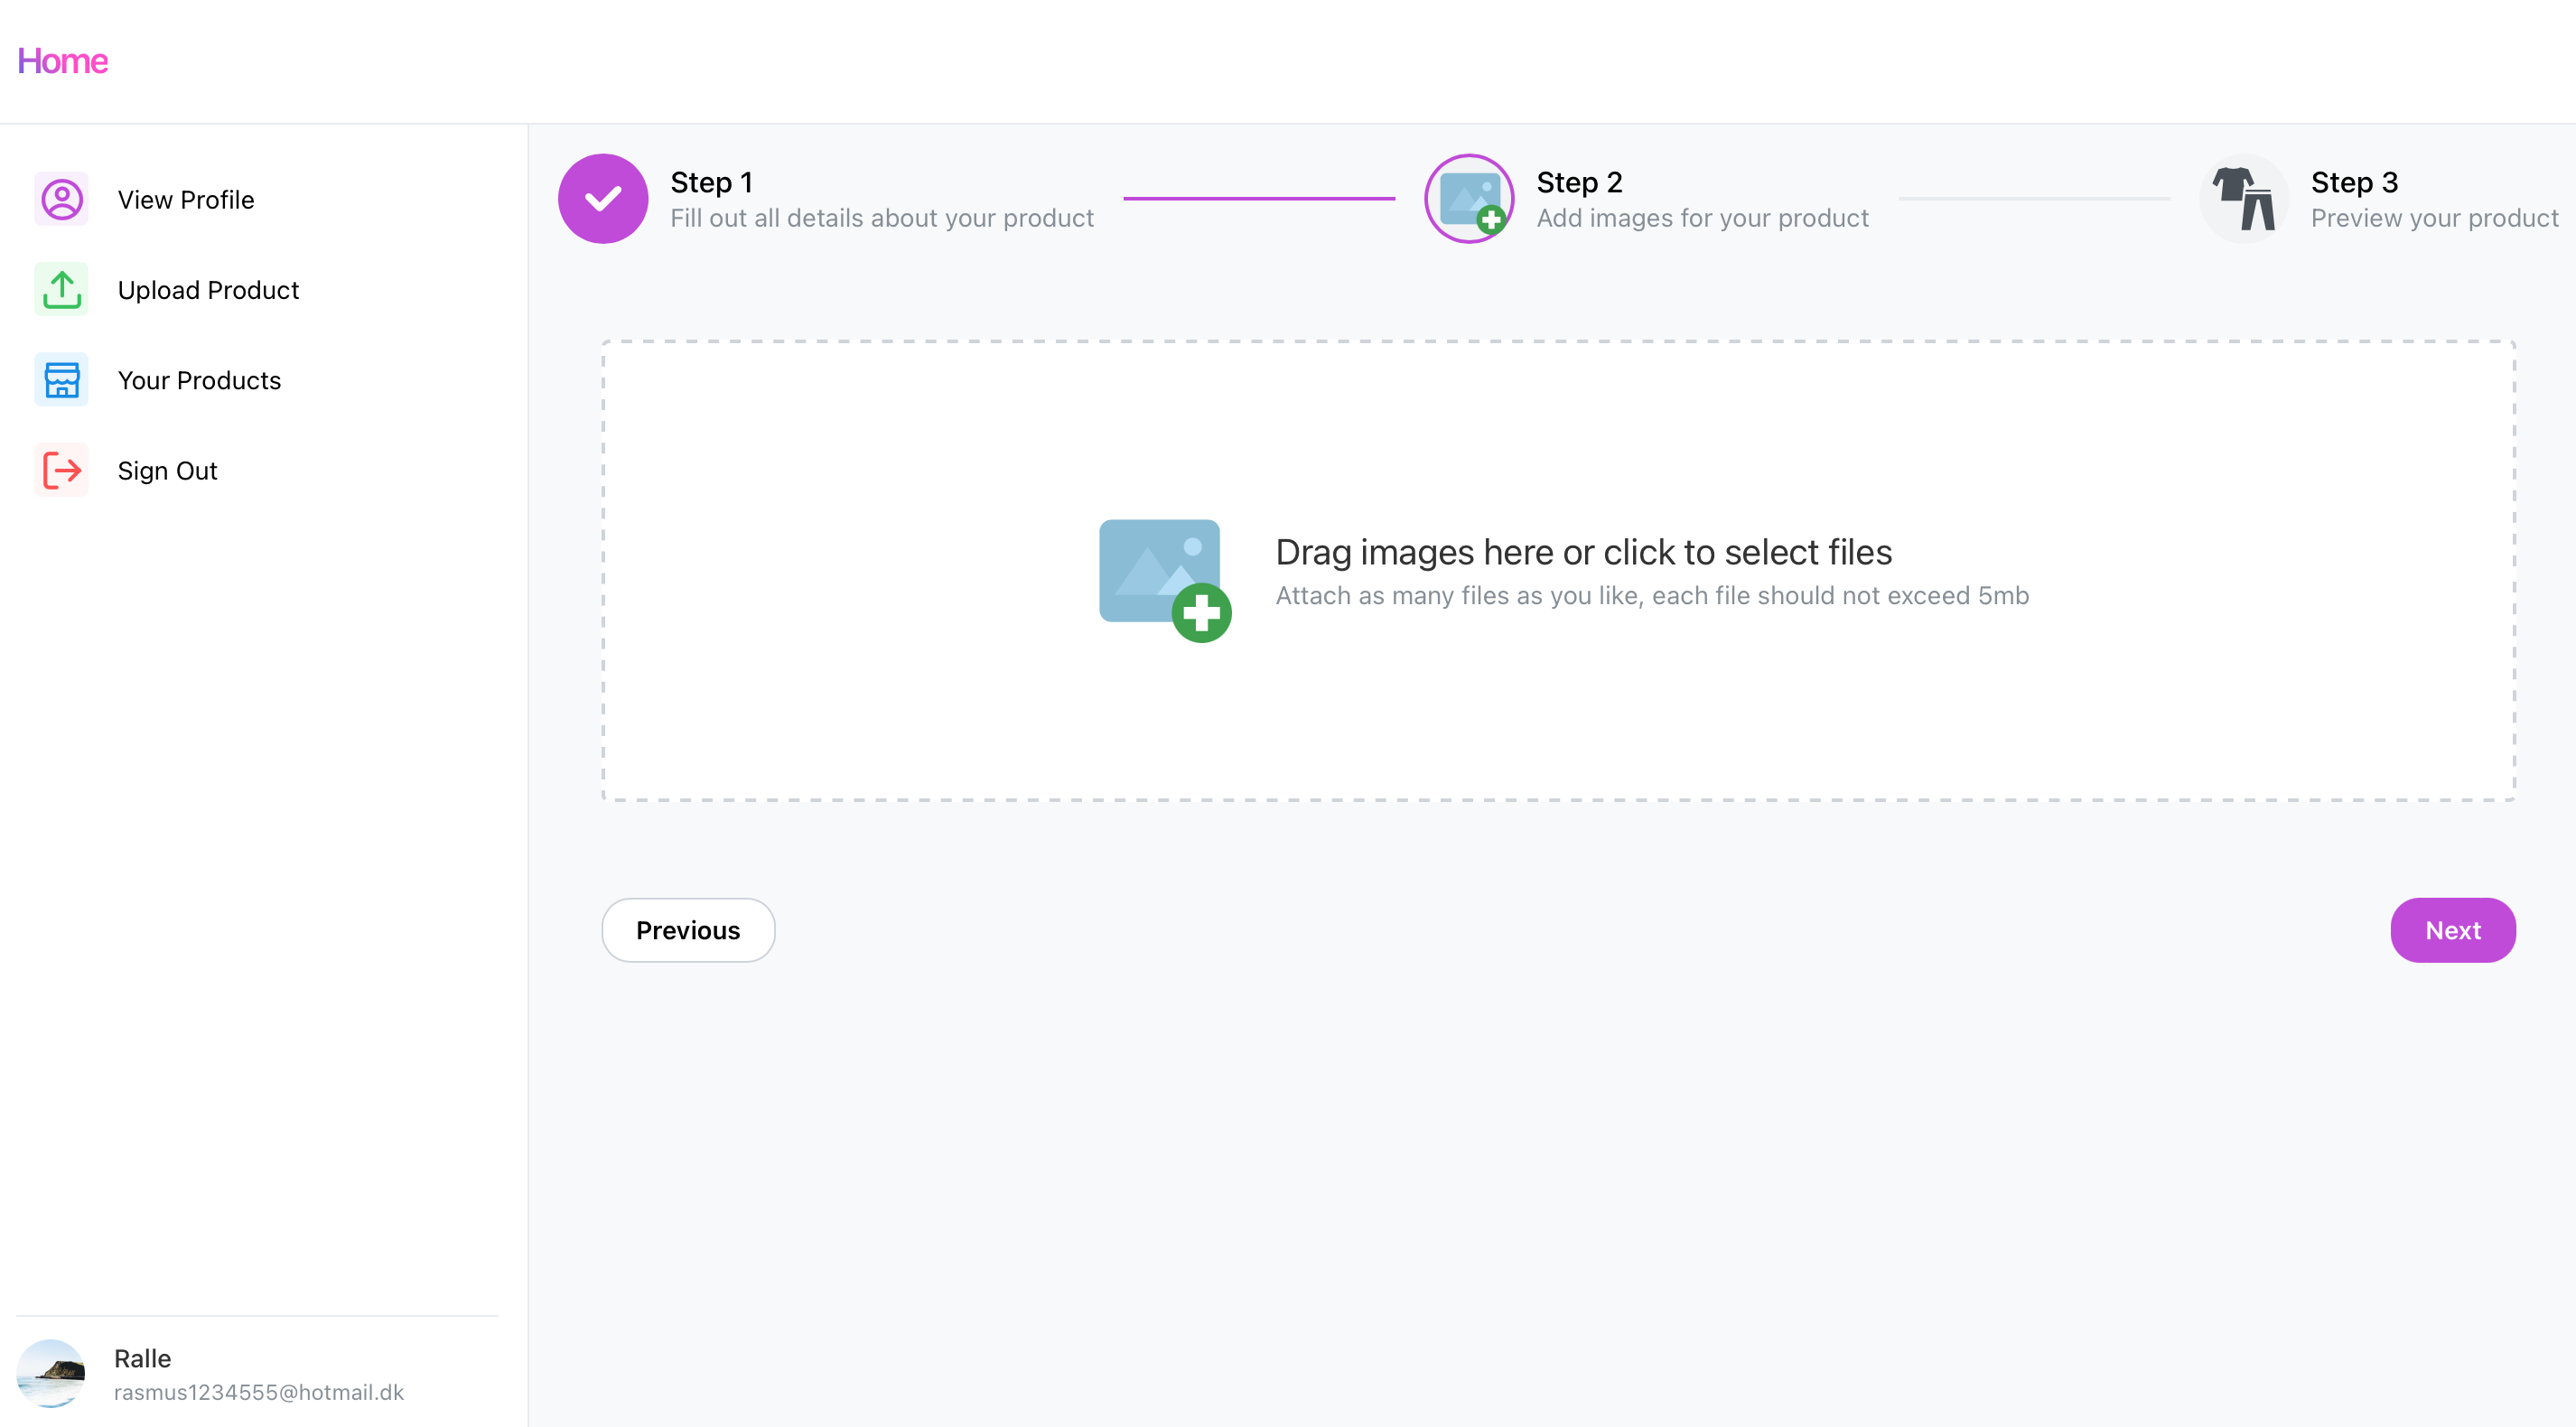 Home
View Profile
Upload Product
Your Products
Sign Out
Step 1
Fill out all details about your product
Step 2
Add images for your product
Step 3
Preview your product
Drag images here or click to select files
Attach as many files as you like, each file should not exceed 5mb
Previous
Next
Ralle
rasmus1234555@hotmail.dk